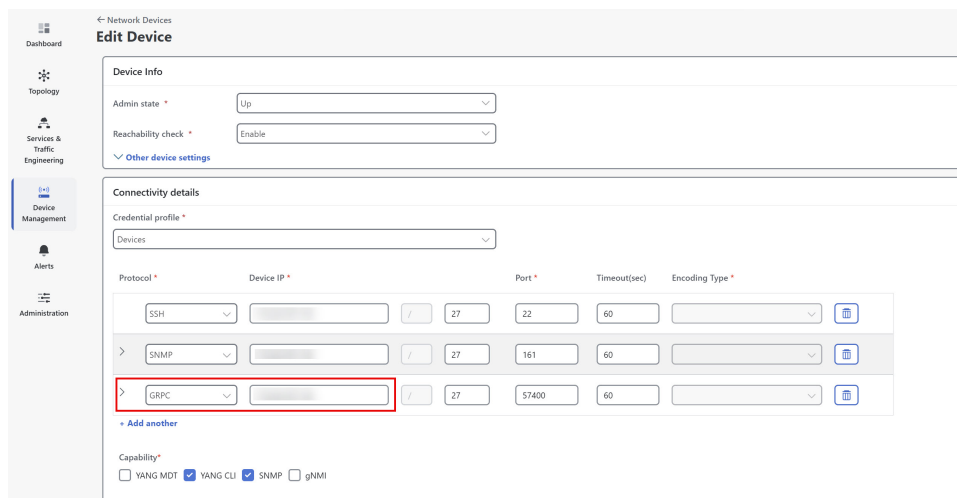 ← Network Devices
Edit Device
Dashboard
Topology
Services &
Traffic
Engineering
Device
Management
Alerts
Administration
Device Info
Admin state *
Up
Reachability check *
Enable
Other device settings
Connectivity details
Credential profile *
Devices
Protocol * Device IP * Port * Timeout(sec) Encoding Type *
SSH / 27 22 60
SNMP / 27 161 60
GRPC / 27 57400 60
+ Add another
Capability*
YANG MDT YANG CLI SNMP gNMI